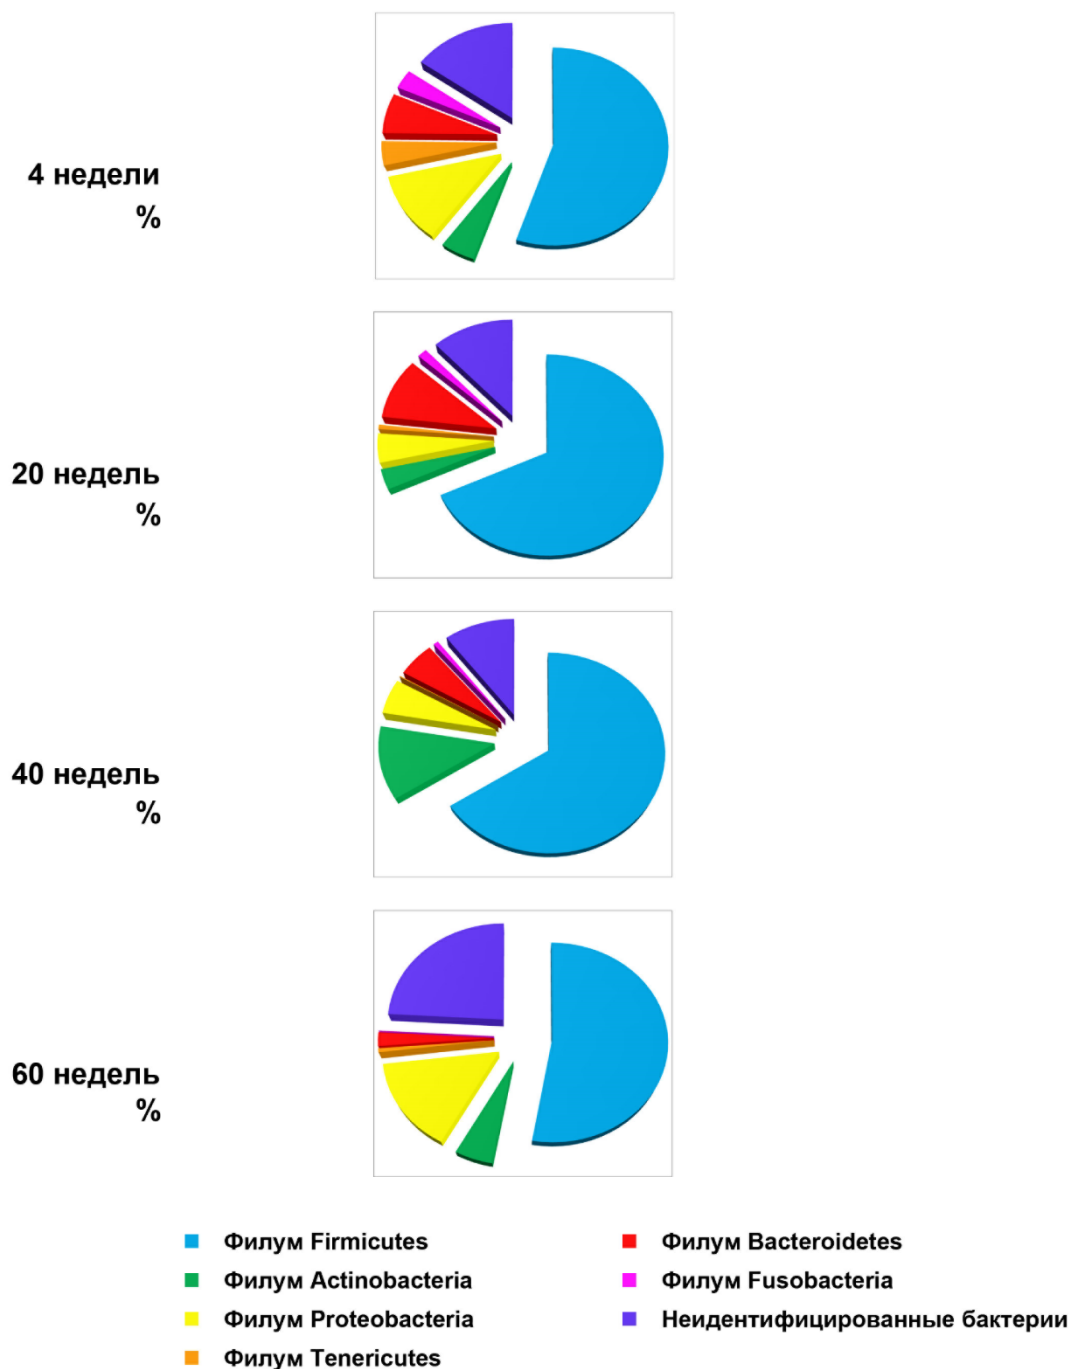 4 недели
%
20 недель
%
40 недель
%
60 недель
%
Филум Firmicutes
Филум Actinobacteria
Филум Proteobacteria
Филум Tenericutes
Филум Bacteroidetes
Филум Fusobacteria
Неидентифицированные бактерии